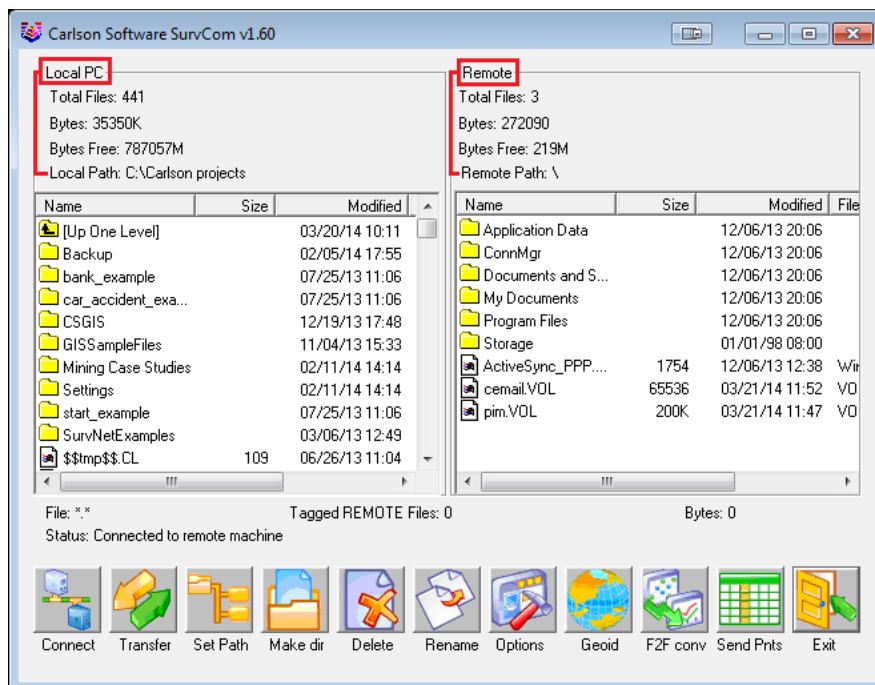 Carlson Software SurvCom v1.60
Local PC
Total Files: 441
Bytes: 35350K
Bytes Free: 787057M
Local Path: C:\Carlson projects
Name Size Modified
[Up One Level] 03/20/14 10:11
Backup 02/05/14 17:55
bank_example 07/25/13 11:06
car_accident_exa... 07/25/13 11:06
CSGIS 12/19/13 17:48
GISSampleFiles 11/04/13 15:33
Mining Case Studies 02/11/14 14:14
Settings 02/11/14 14:14
start_example 07/25/13 11:06
SurvNetExamples 03/06/13 12:49
$$tmp$$.CL 109 06/26/13 11:04
Remote
Total Files: 3
Bytes: 272090
Bytes Free: 219M
Remote Path: \
Name Size Modified File
Application Data 12/06/13 20:06
ConnMgr 12/06/13 20:06
Documents and S... 12/06/13 20:06
My Documents 12/06/13 20:06
Program Files 12/06/13 20:06
Storage 01/01/98 08:00
ActiveSync_PPP.... 1754 12/06/13 12:38 Win
cemail.VOL 65536 03/21/14 11:52 VO
pim.VOL 200K 03/21/14 11:47 VO
File: *.* Tagged REMOTE Files: 0 Bytes: 0
Status: Connected to remote machine
Connect Transfer Set Path Make dir Delete Rename Options Geoid F2F conv Send Pnts Exit